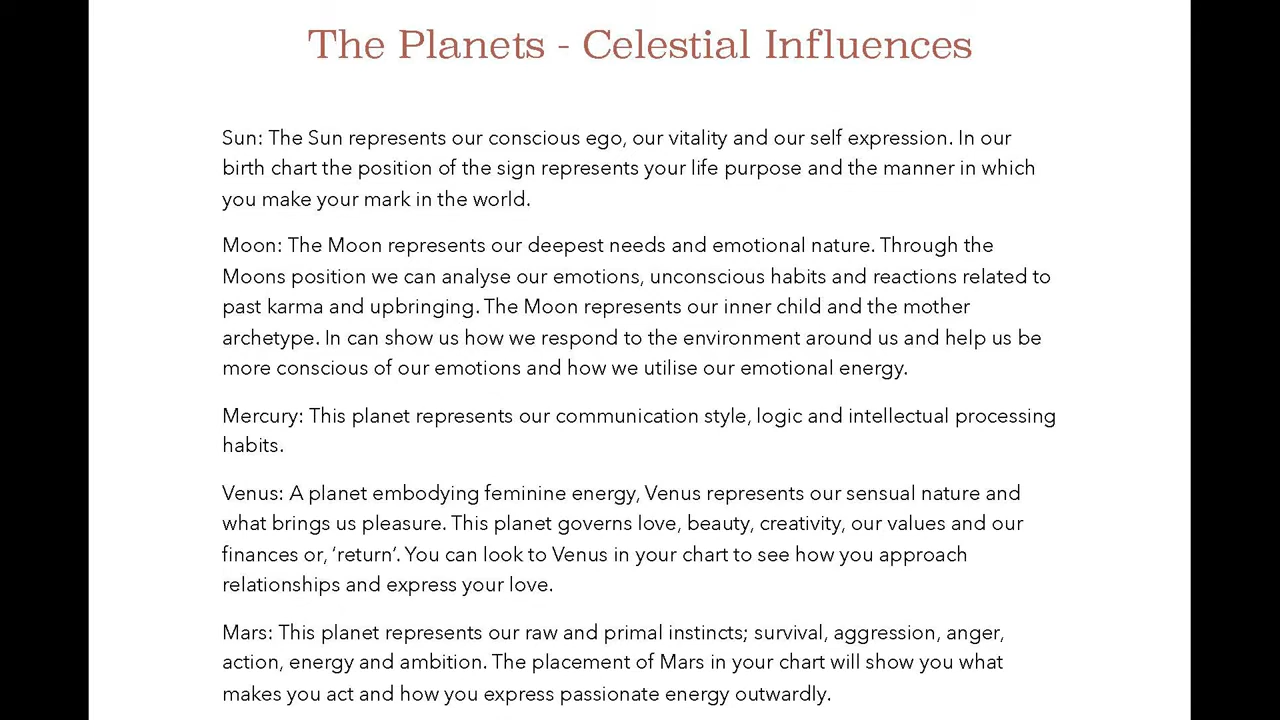 The Planets - Celestial Influences
Sun: The Sun represents our conscious ego, our vitality and our self expression. In our
birth chart the position of the sign represents your life purpose and the manner in which
you make your mark in the world.
Moon: The Moon represents our deepest needs and emotional nature. Through the
Moons position we can analyse our emotions, unconscious habits and reactions related to
past karma and upbringing. The Moon represents our inner child and the mother
archetype. In can show us how we respond to the environment around us and help us be
more conscious of our emotions and how we utilise our emotional energy.
Mercury: This planet represents our communication style, logic and intellectual processing
habits.
Venus: A planet embodying feminine energy, Venus represents our sensual nature and
what brings us pleasure. This planet governs love, beauty, creativity, our values and our
finances or, ‘return’. You can look to Venus in your chart to see how you approach
relationships and express your love.
Mars: This planet represents our raw and primal instincts; survival, aggression, anger,
action, energy and ambition. The placement of Mars in your chart will show you what
makes you act and how you express passionate energy outwardly.